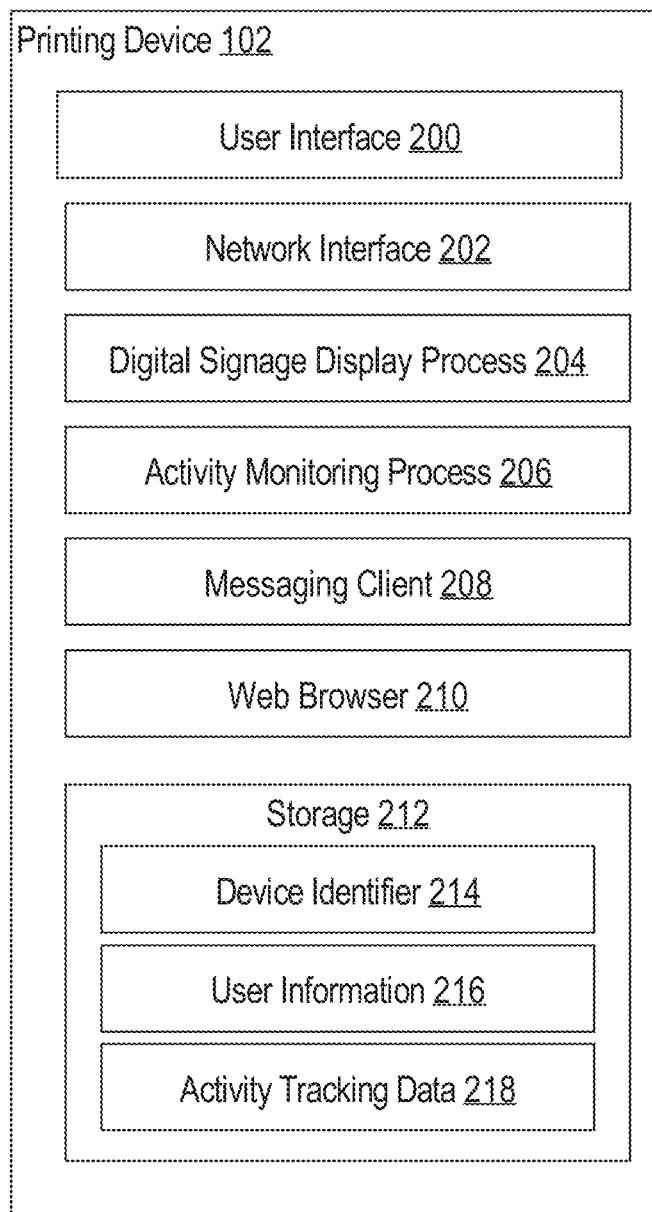 Printing Device 102
User Interface 200
Network Interface 202
Digital Signage Display Process 204
Activity Monitoring Process 206
Messaging Client 208
Web Browser 210
Storage 212
Device Identifier 214
User Information 216
Activity Tracking Data 218